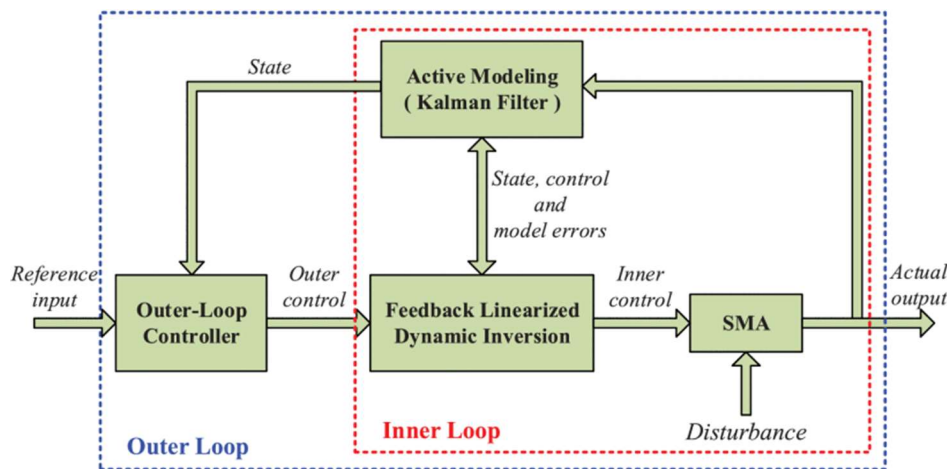 State
Active Modeling
( Kalman Filter )
State, control
and
model errors
Reference
input
Outer-Loop
Controller
Outer
control
Feedback Linearized
Dynamic Inversion
Inner
control
SMA
Actual
output
Disturbance
Inner Loop
Outer Loop